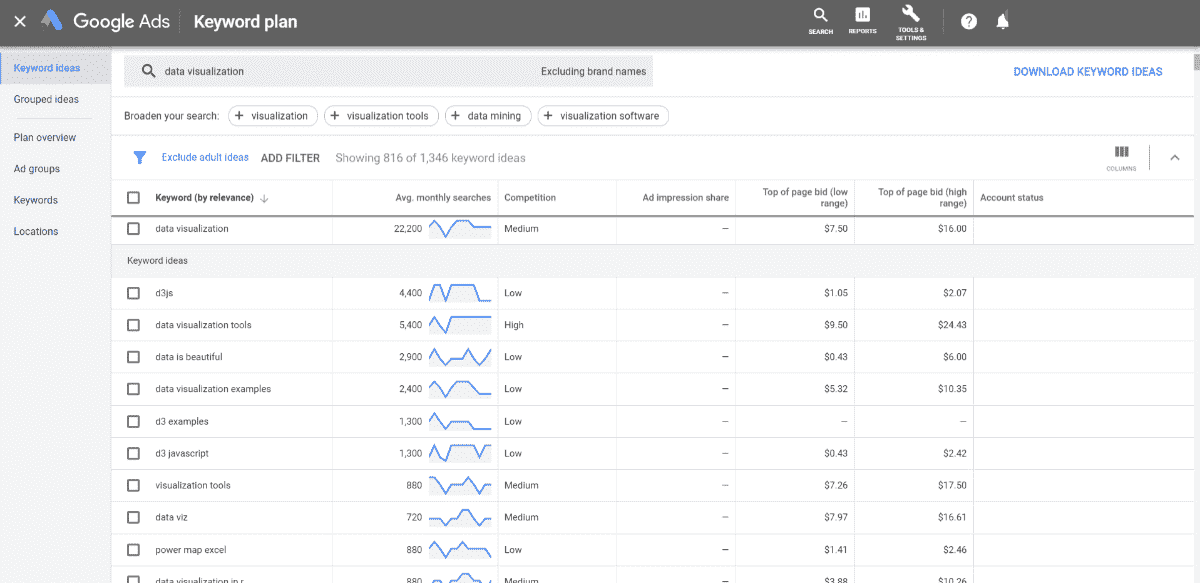 Google Ads Keyword plan
SEARCH REPORTS TOOLS & SETTINGS ?
Keyword ideas
Grouped ideas
Plan overview
Ad groups
Keywords
Locations
data visualization Excluding brand names DOWNLOAD KEYWORD IDEAS
Broaden your search: + visualization + visualization tools + data mining + visualization software
Exclude adult ideas ADD FILTER Showing 816 of 1,346 keyword ideas COLUMNS
Keyword (by relevance) Avg. monthly searches Competition Ad impression share Top of page bid (low range) Top of page bid (high range) Account status
data visualization 22,200 Medium – $7.50 $16.00
Keyword ideas
d3js 4,400 Low – $1.05 $2.07
data visualization tools 5,400 High – $9.50 $24.43
data is beautiful 2,900 Low – $0.43 $6.00
data visualization examples 2,400 Low – $5.32 $10.35
d3 examples 1,300 Low – – –
d3 javascript 1,300 Low – $0.43 $2.42
visualization tools 880 Medium – $7.26 $17.50
data viz 720 Medium – $7.97 $16.61
power map excel 880 Low – $1.41 $2.46
data visualization in r 880 Medium – $3.88 $10.26